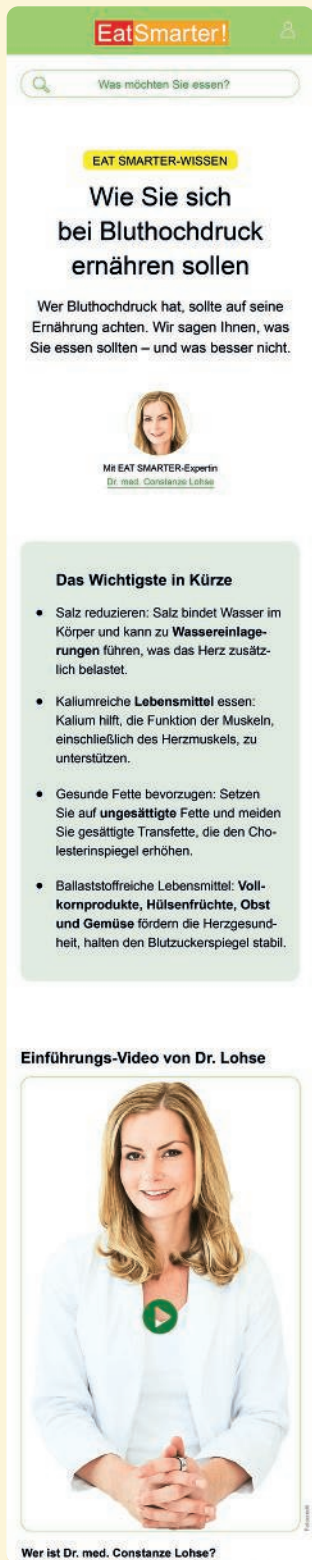 EatSmarter!
Was möchten Sie essen?
EAT SMARTER-WISSEN
Wie Sie sich
bei Bluthochdruck
ernähren sollen
Wer Bluthochdruck hat, sollte auf seine
Ernährung achten. Wir sagen Ihnen, was
Sie essen sollten – und was besser nicht.
Mit EAT SMARTER-Expertin
Dr. med. Constanze Lohse
Das Wichtigste in Kürze
• Salz reduzieren: Salz bindet Wasser im
Körper und kann zu Wassereinlage-
rungen führen, was das Herz zusätz-
lich belastet.
• Kaliumreiche Lebensmittel essen:
Kalium hilft, die Funktion der Muskeln,
einschließlich des Herzmuskels, zu
unterstützen.
• Gesunde Fette bevorzugen: Setzen
Sie auf ungesättigte Fette und meiden
Sie gesättigte Transfette, die den Cho-
lesterinspiegel erhöhen.
• Ballaststoffreiche Lebensmittel: Voll-
kornprodukte, Hülsenfrüchte, Obst
und Gemüse fördern die Herzgesund-
heit, halten den Blutzuckerspiegel stabil.
Einführungs-Video von Dr. Lohse
Wer ist Dr. med. Constanze Lohse?